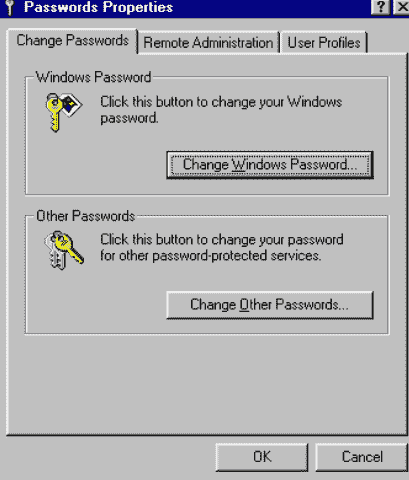 Passwords Properties
Change Passwords
Remote Administration
User Profiles
Windows Password
Click this button to change your Windows
password.
Change Windows Password...
Other Passwords
Click this button to change your password
for other password-protected services.
Change Other Passwords...
OK
Cancel